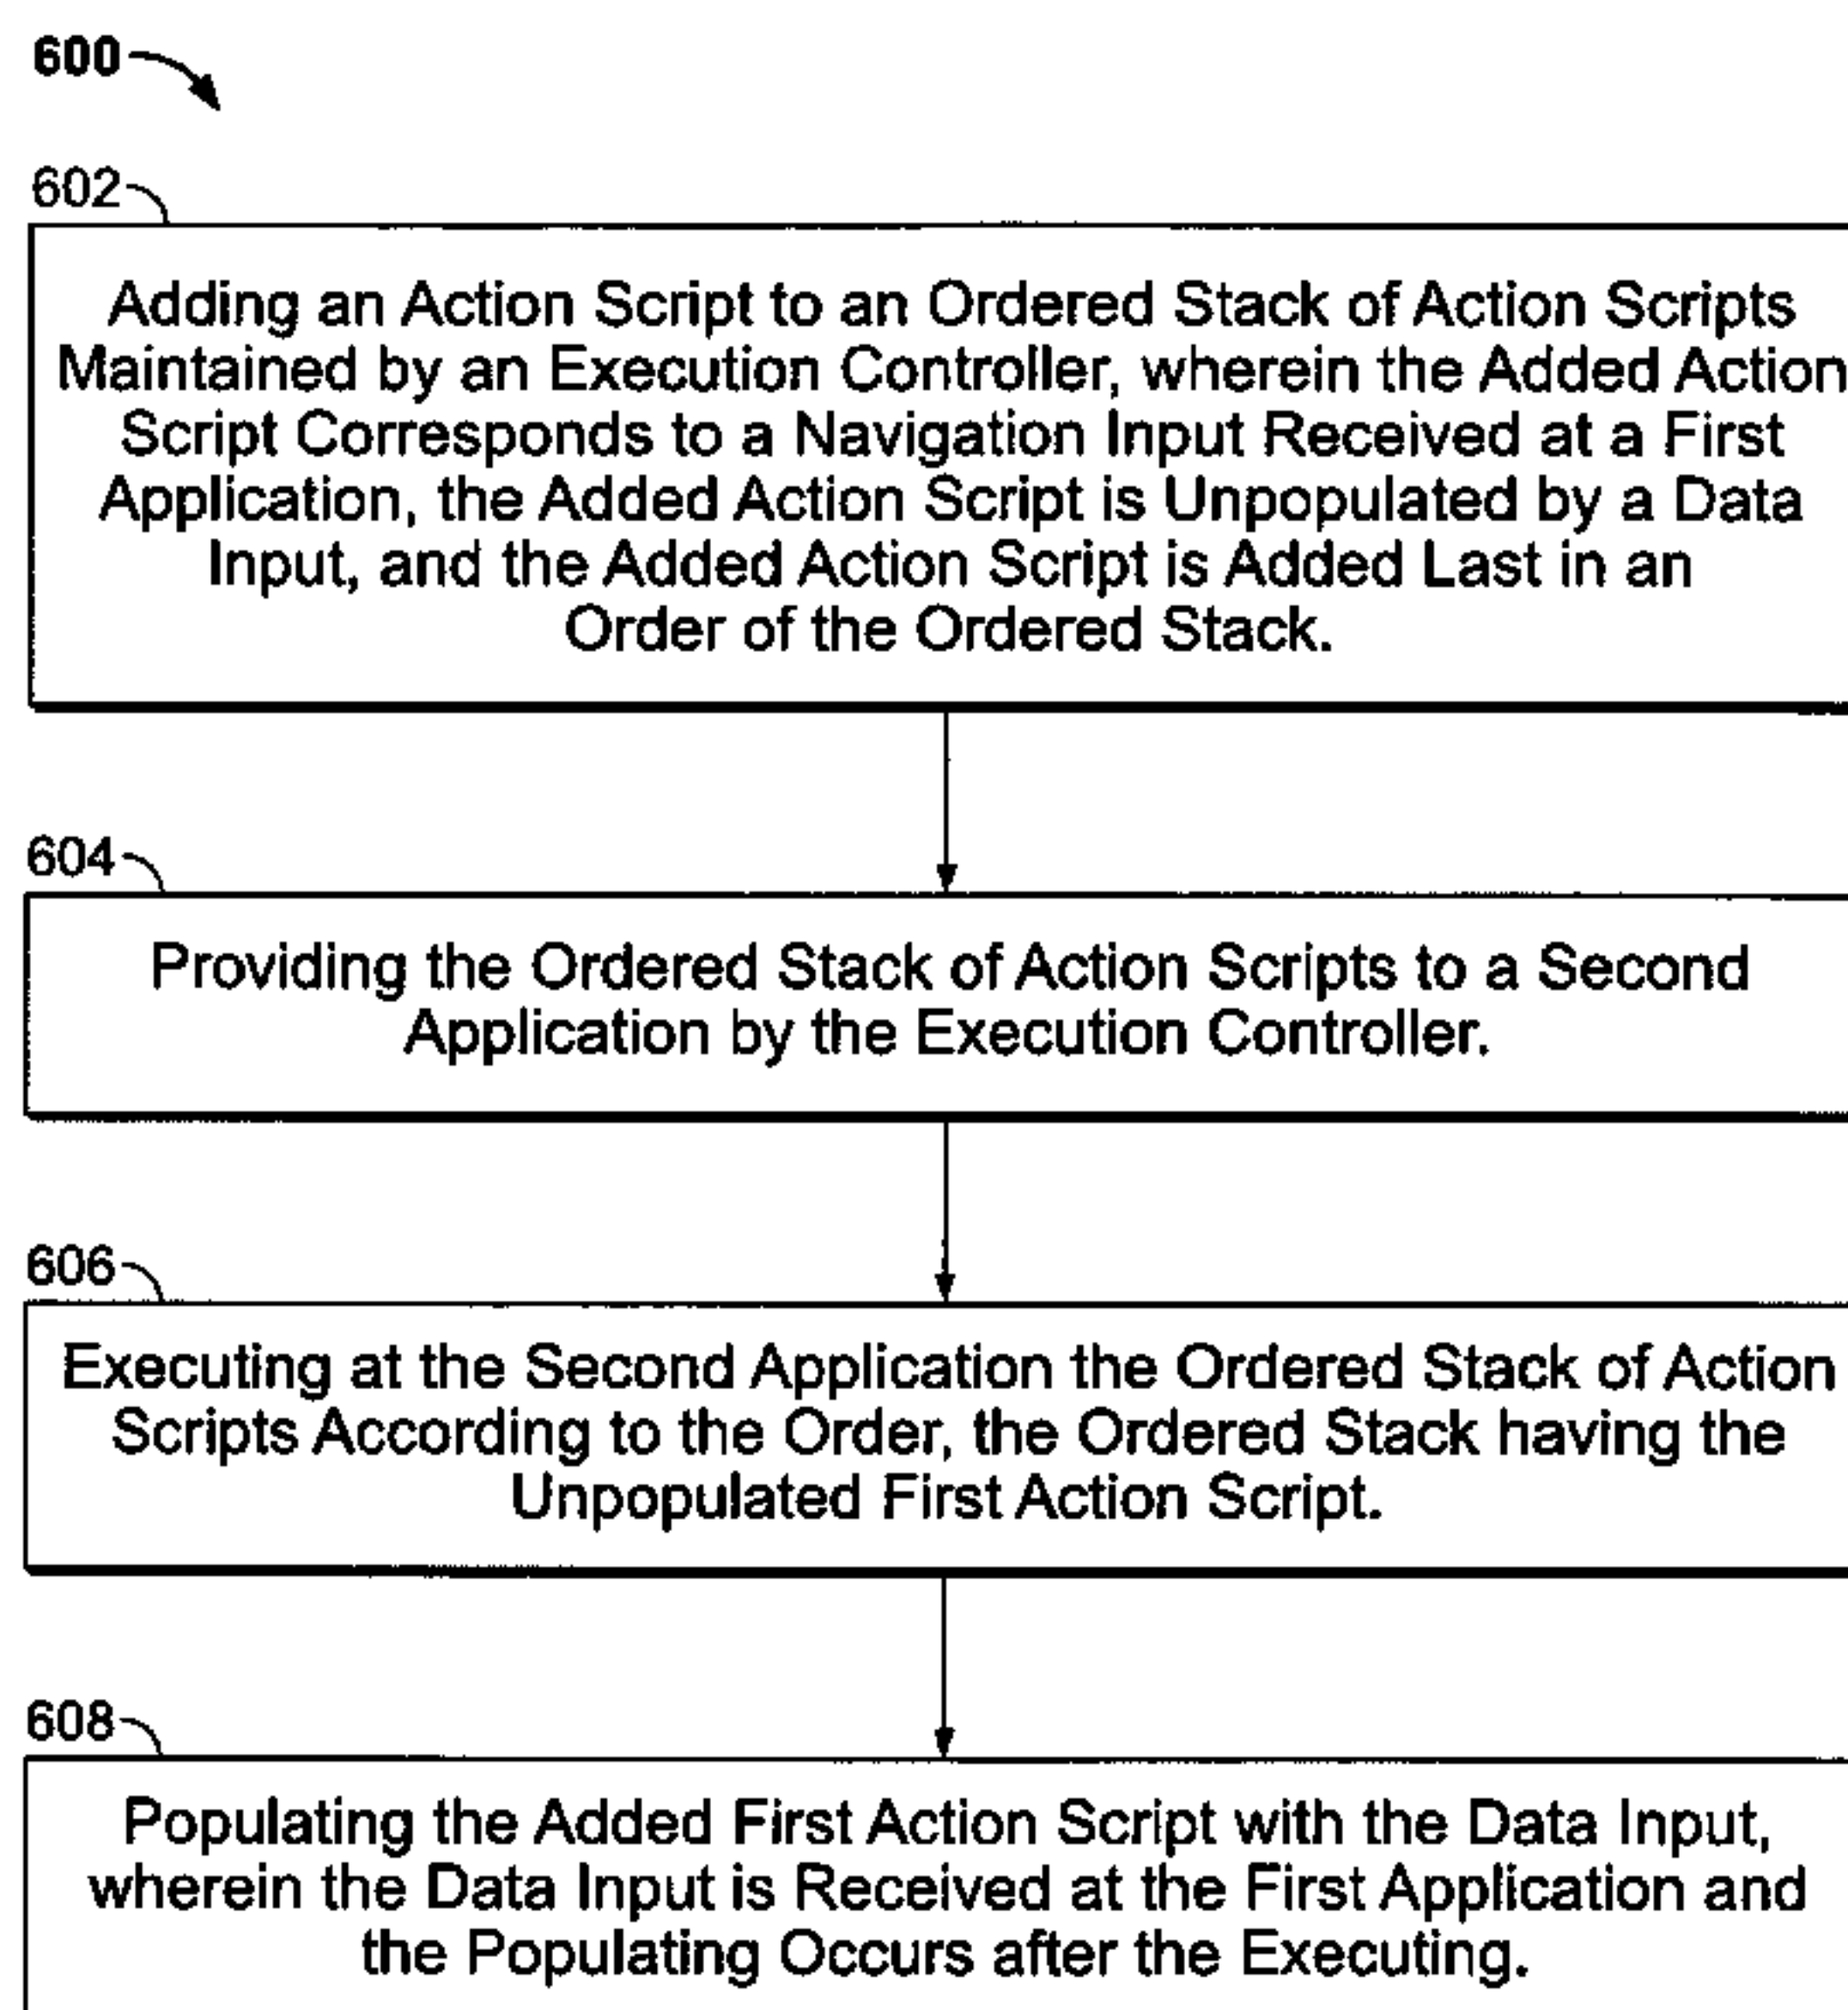 600
602
Adding an Action Script to an Ordered Stack of Action Scripts
Maintained by an Execution Controller, wherein the Added Action
Script Corresponds to a Navigation Input Received at a First
Application, the Added Action Script is Unpopulated by a Data
Input, and the Added Action Script is Added Last in an
Order of the Ordered Stack.
604
Providing the Ordered Stack of Action Scripts to a Second
Application by the Execution Controller.
606
Executing at the Second Application the Ordered Stack of Action
Scripts According to the Order, the Ordered Stack having the
Unpopulated First Action Script.
608
Populating the Added First Action Script with the Data Input,
wherein the Data Input is Received at the First Application and
the Populating Occurs after the Executing.